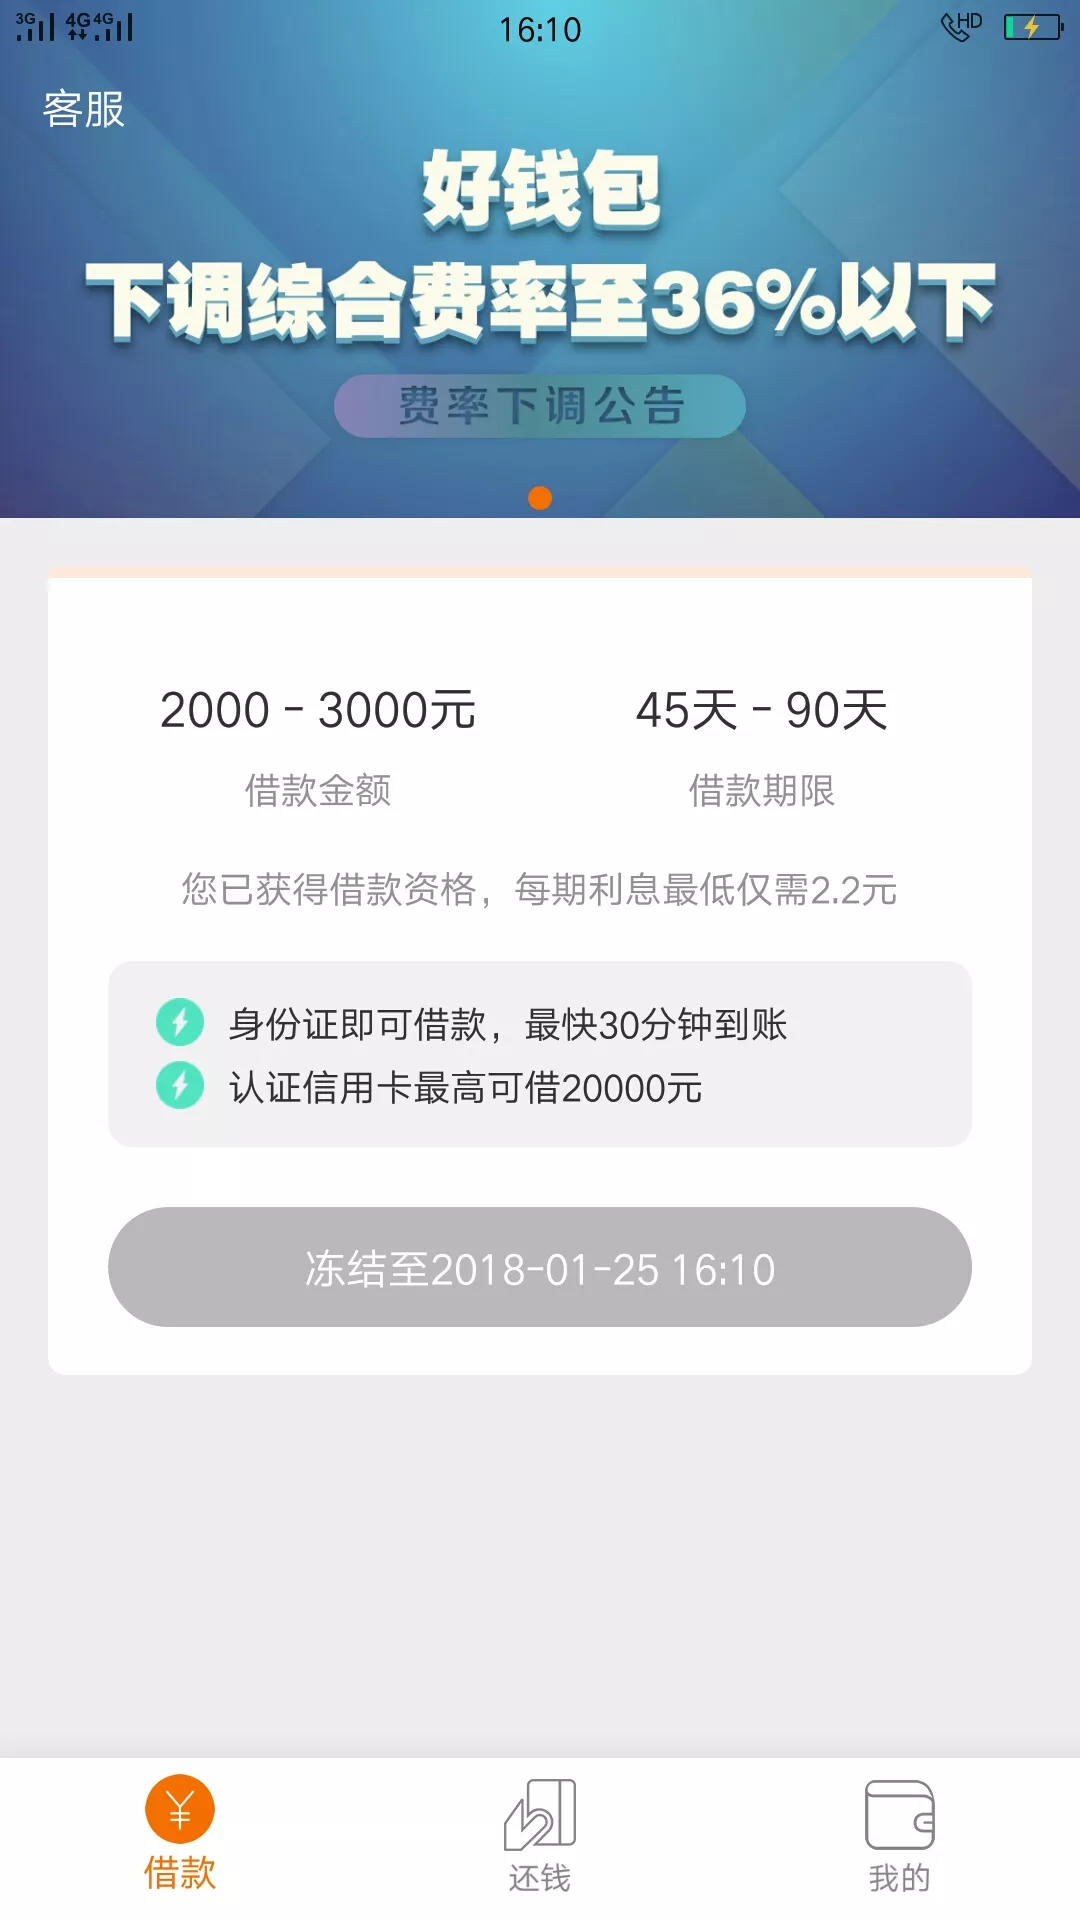 3G 4G 4G 16:10 HD
客服
好钱包
下调综合费率至36%以下
费率下调公告
2000 - 3000元 45天 - 90天
借款金额 借款期限
您已获得借款资格，每期利息最低仅需2.2元
身份证即可借款，最快30分钟到账
认证信用卡最高可借20000元
冻结至2018-01-25 16:10
借款 还钱 我的